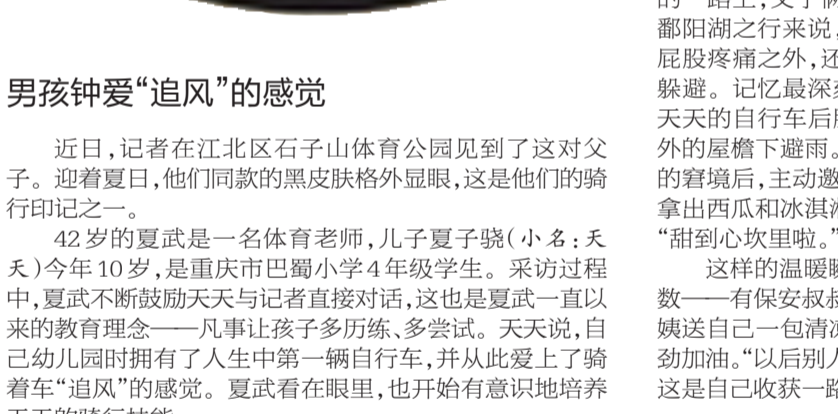 男孩钟爱“追风”的感觉
近日,记者在江北区石子山体育公园见到了这对父
子。迎着夏日,他们同款的黑皮肤格外显眼,这是他们的骑
行印记之一。
42岁的夏武是一名体育老师,儿子夏子骁(小名:天
天)今年10岁,是重庆市巴蜀小学4年级学生。采访过程
中,夏武不断鼓励天天与记者直接对话,这也是夏武一直以
来的教育理念——凡事让孩子多历练、多尝试。天天说,自
己幼儿园时拥有了人生中第一辆自行车,并从此爱上了骑
着车“追风”的感觉。夏武看在眼里,也开始有意识地培养
鄱阳湖之行来说,
屁股疼痛之外,还
躲避。记忆最深
天天的自行车后
外的屋檐下避雨。
的窘境后,主动邀
拿出西瓜和冰淇
“甜到心坎里啦。”
这样的温暖
数——有保安叔
姨送自己一包清
劲加油。“以后别
这是自己收获一